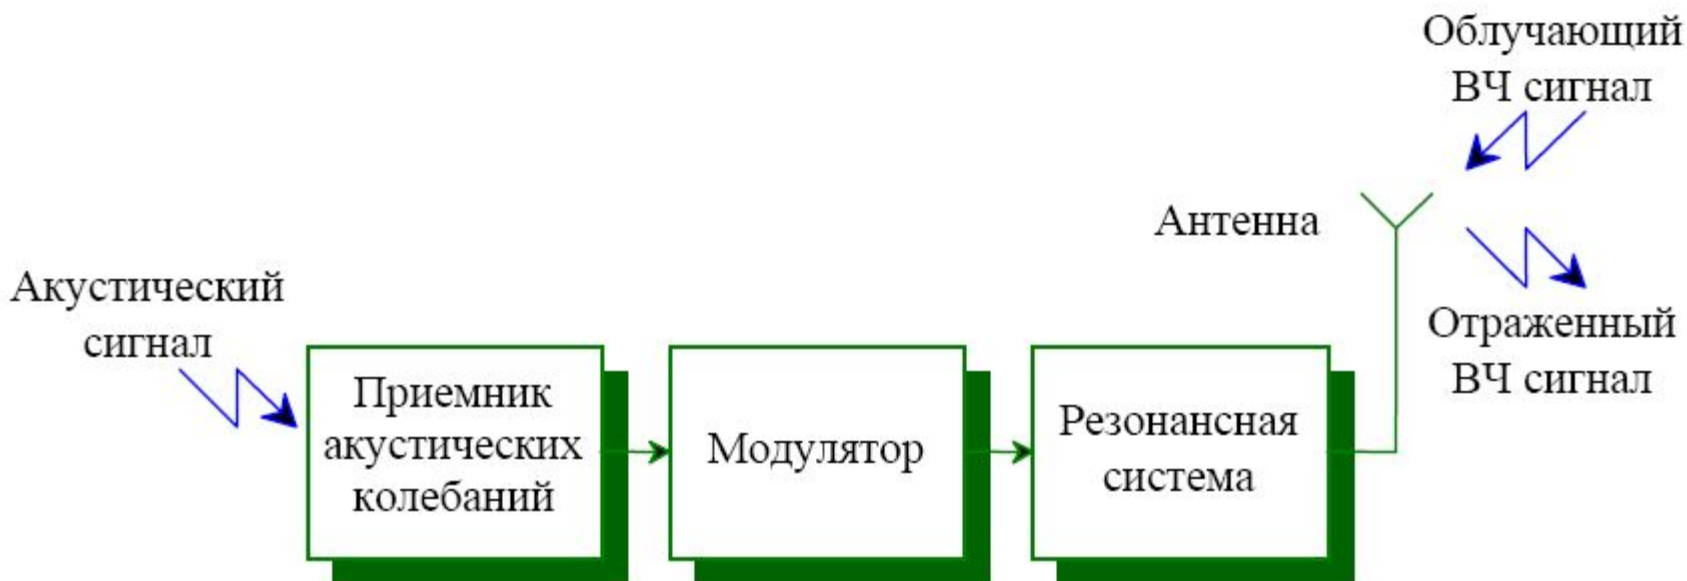 Облучающий
ВЧ сигнал
Антенна
Акустический
сигнал
Отраженный
ВЧ сигнал
Приемник
акустических
колебаний
Модулятор
Резонансная
система